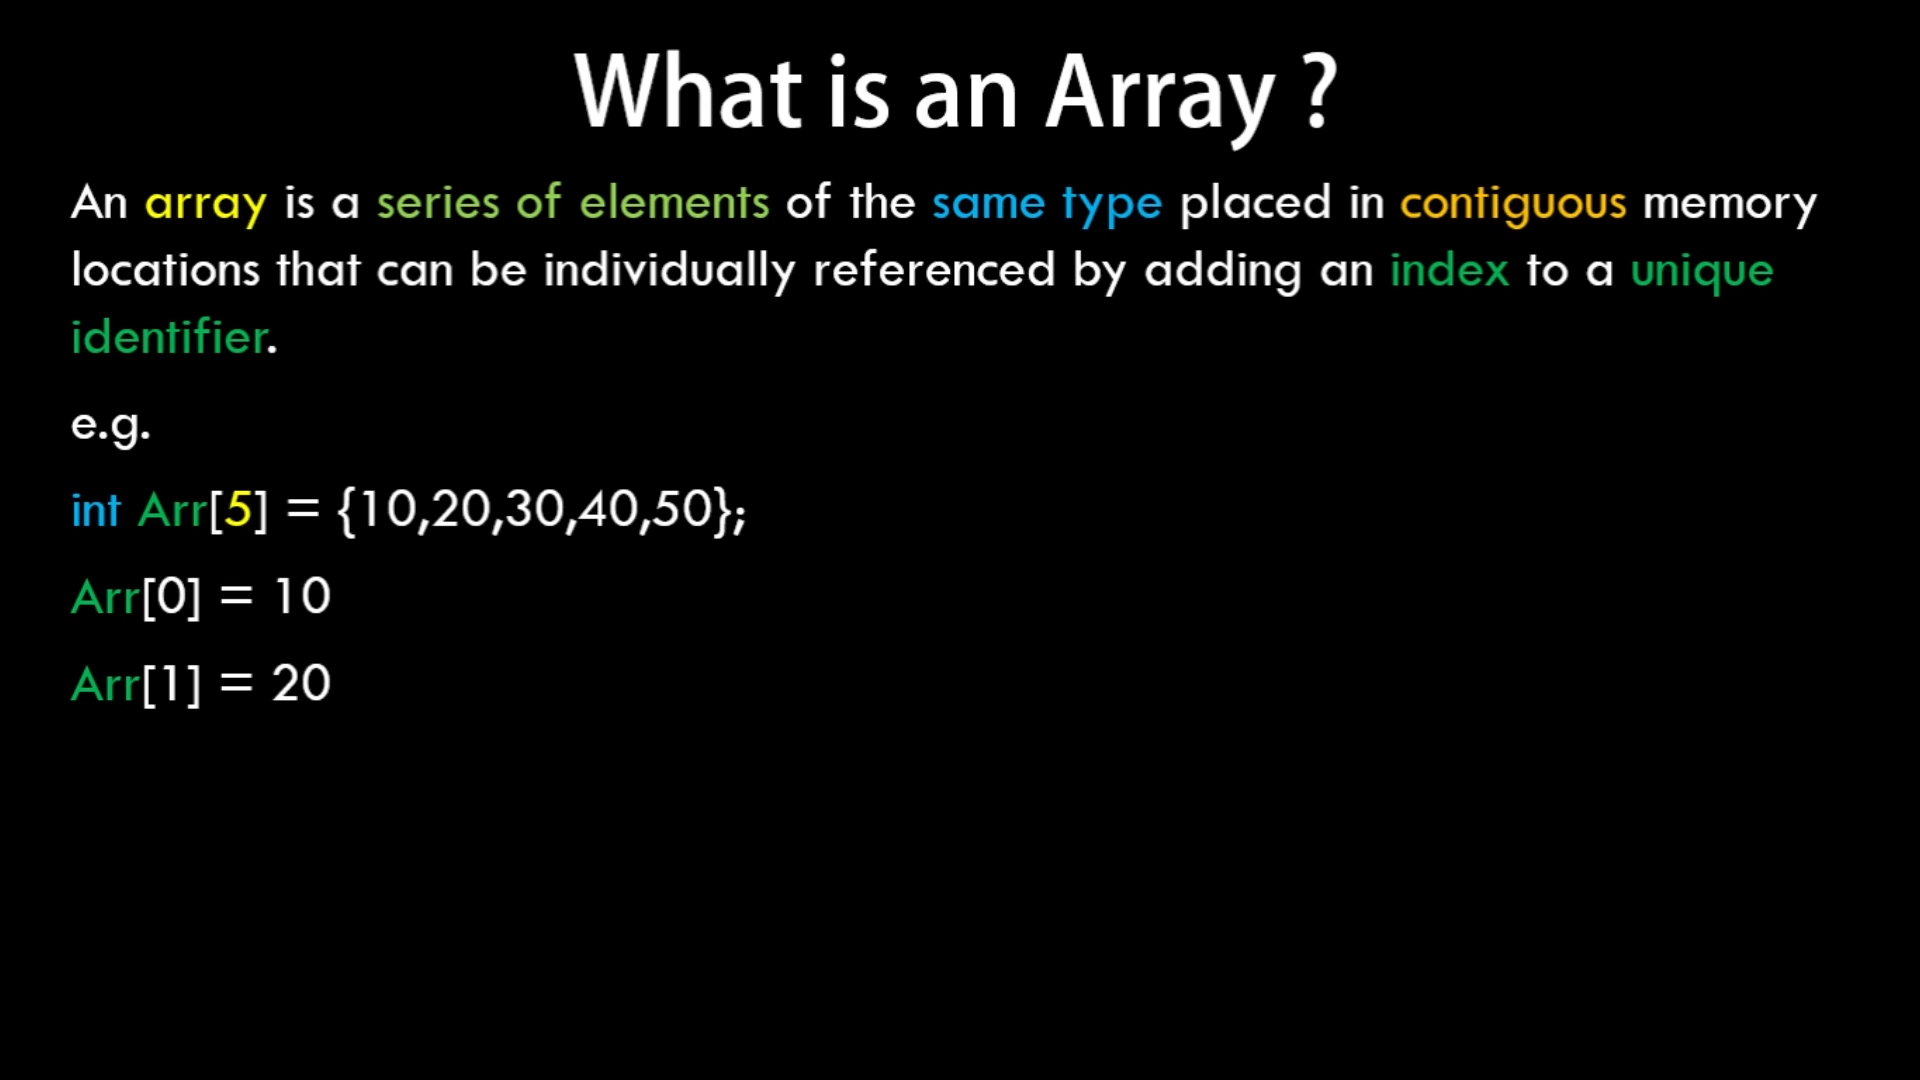 What is an Array ?
An array is a series of elements of the same type placed in contiguous memory
locations that can be individually referenced by adding an index to a unique
identifier.
e.g.
int Arr[5] = {10,20,30,40,50};
Arr[0] = 10
Arr[1] = 20